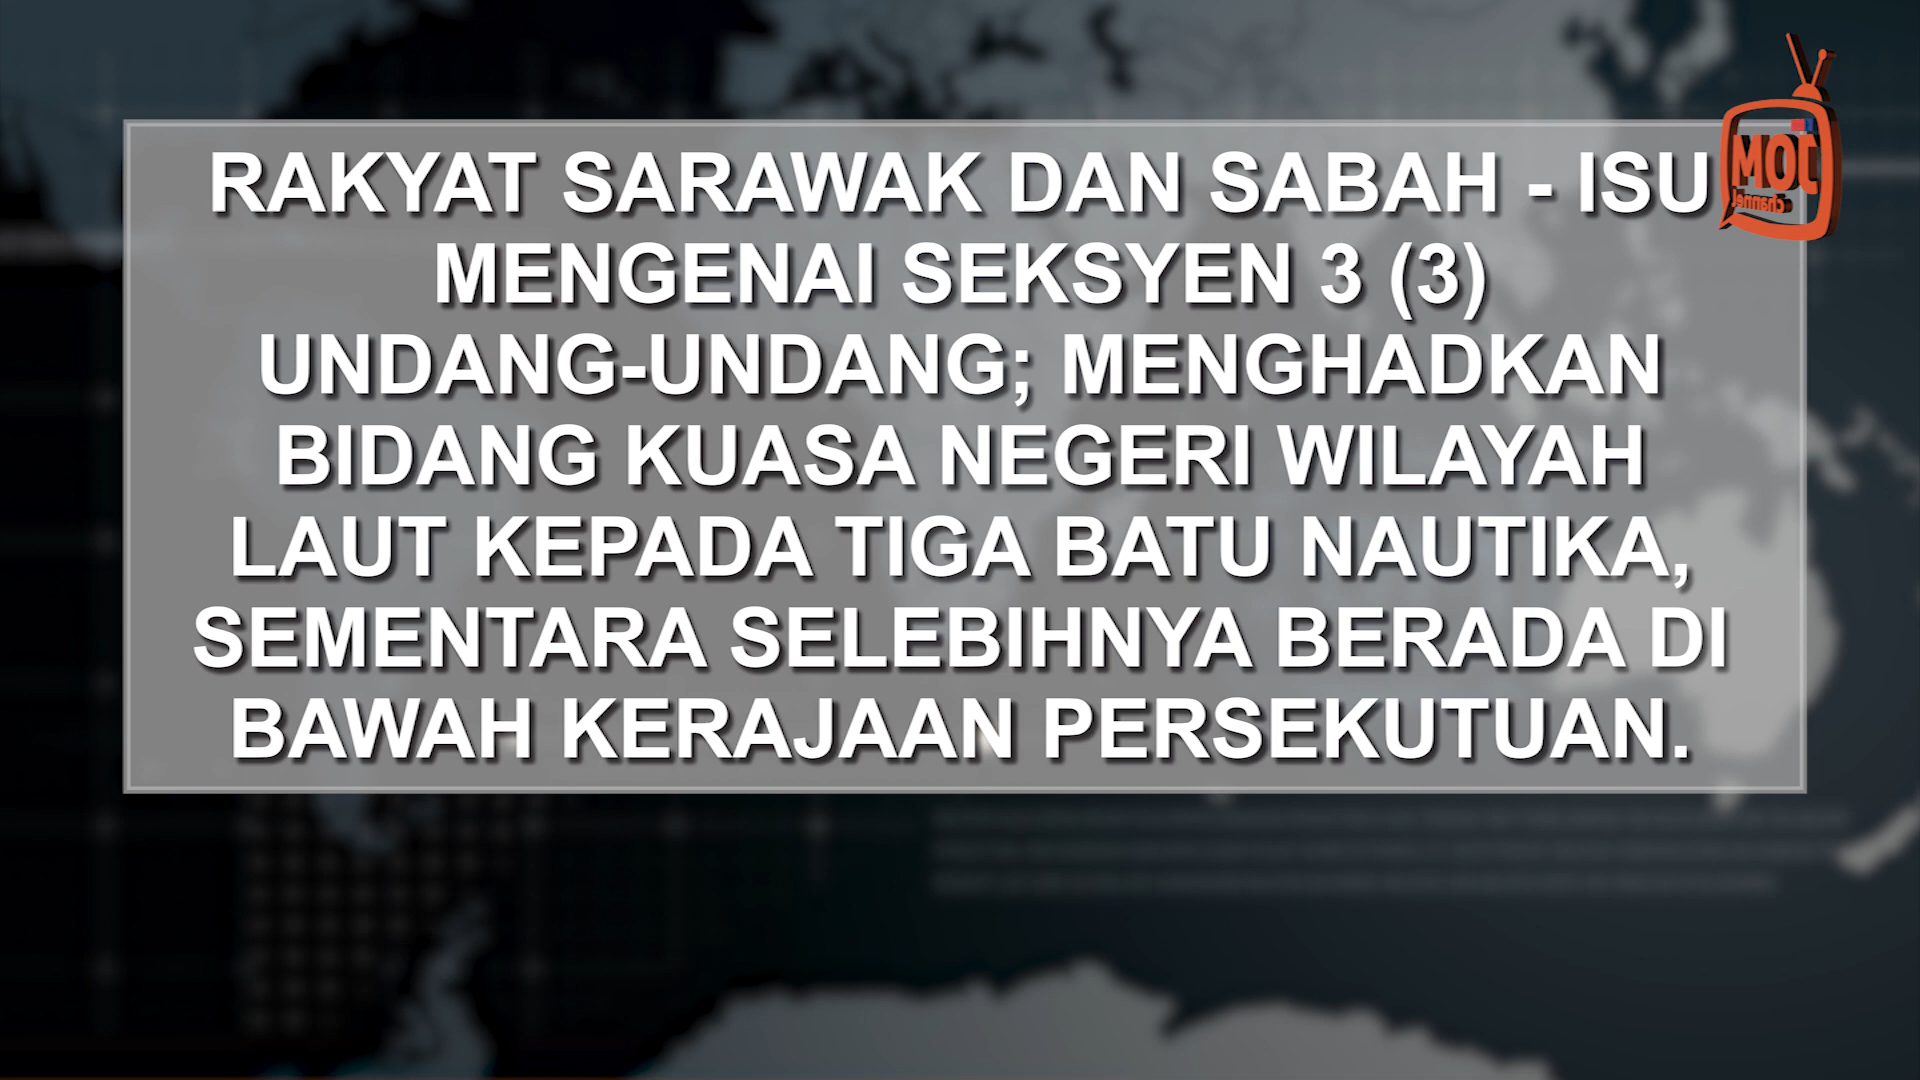 RAKYAT SARAWAK DAN SABAH - ISU
MENGENAI SEKSYEN 3 (3)
UNDANG-UNDANG; MENGHADKAN
BIDANG KUASA NEGERI WILAYAH
LAUT KEPADA TIGA BATU NAUTIKA,
SEMENTARA SELEBIHNYA BERADA DI
BAWAH KERAJAAN PERSEKUTUAN.
JOM
channel